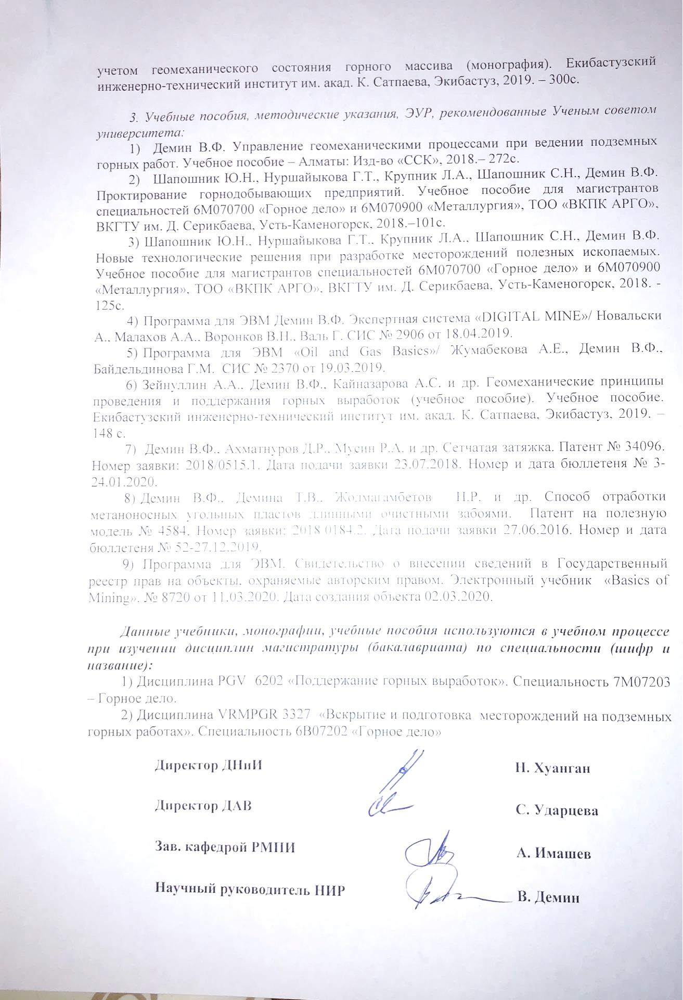 учетом геомеханического состояния горного массива (монография). Екибастузский
инженерно-технический институт им. акад. К. Сатпаева, Экибастуз, 2019. – 300с.
3. Учебные пособия, методические указания, ЭУР, рекомендованные Ученым советом
университета:
1) Демин В.Ф. Управление геомеханическими процессами при ведении подземных
горных работ. Учебное пособие – Алматы: Изд-во «ССК», 2018.– 272с.
2) Шапошник Ю.Н., Нуршайыкова Г.Т., Крупник Л.А., Шапошник С.Н., Демин В.Ф.
Проктирование горнодобывающих предприятий. Учебное пособие для магистрантов
специальностей 6М070700 «Горное дело» и 6М070900 «Металлургия», ТОО «ВКПК АРГО»,
ВКГТУ им. Д. Серикбаева, Усть-Каменогорск, 2018.–101с.
3) Шапошник Ю.Н., Нуршайыкова Г.Т., Крупник Л.А., Шапошник С.Н., Демин В.Ф.
Новые технологические решения при разработке месторождений полезных ископаемых.
Учебное пособие для магистрантов специальностей 6М070700 «Горное дело» и 6М070900
«Металлургия», ТОО «ВКПК АРГО», ВКГТУ им. Д. Серикбаева, Усть-Каменогорск, 2018. -
125с.
4) Программа для ЭВМ Демин В.Ф. Экспертная система «DIGITAL MINE»/ Новальски
А., Малахов А.А., Воронков В.Н., Валь Г. СИС № 2906 от 18.04.2019.
5) Программа для ЭВМ «Oil and Gas Basics»/ Жумабекова А.Е., Демин В.Ф.,
Байдельдинова Г.М. СИС № 2370 от 19.03.2019.
6) Зейнуллин А.А., Демин В.Ф., Кайназарова А.С. и др. Геомеханические принципы
проведения и поддержания горных выработок (учебное пособие). Учебное пособие.
Екибастузский инженерно-технический институт им. акад. К. Сатпаева, Экибастуз, 2019. –
148 с.
7) Демин В.Ф., Ахматнуров Д.Р., Мусин Р.А. и др. Сетчатая затяжка. Патент № 34096.
Номер заявки: 2018/0515.1. Дата подачи заявки 23.07.2018. Номер и дата бюллетеня № 3-
24.01.2020.
8) Демин В.Ф., Демина Т.В., Жолмагамбетов Н.Р. и др. Способ отработки
метаноносных угольных пластов длинными очистными забоями. Патент на полезную
модель № 4584. Номер заявки: 2018/0184.2. Дата подачи заявки 27.06.2016. Номер и дата
бюллетеня № 52-27.12.2019.
9) Программа для ЭВМ. Свидетельство о внесении сведений в Государственный
реестр прав на объекты, охраняемые авторским правом. Электронный учебник «Basics of
Mining». № 8720 от 11.03.2020. Дата создания объекта 02.03.2020.
Данные учебники, монографии, учебные пособия используются в учебном процессе
при изучении дисциплин магистратуры (бакалавриата) по специальности (шифр и
название):
1) Дисциплина PGV 6202 «Поддержание горных выработок». Специальность 7М07203
– Горное дело.
2) Дисциплина VRMPGR 3327 «Вскрытие и подготовка месторождений на подземных
горных работах». Специальность 6В07202 «Горное дело»
Директор ДНиИ Н. Хуанган
Директор ДАВ С. Ударцева
Зав. кафедрой РМПИ А. Имашев
Научный руководитель НИР В. Демин